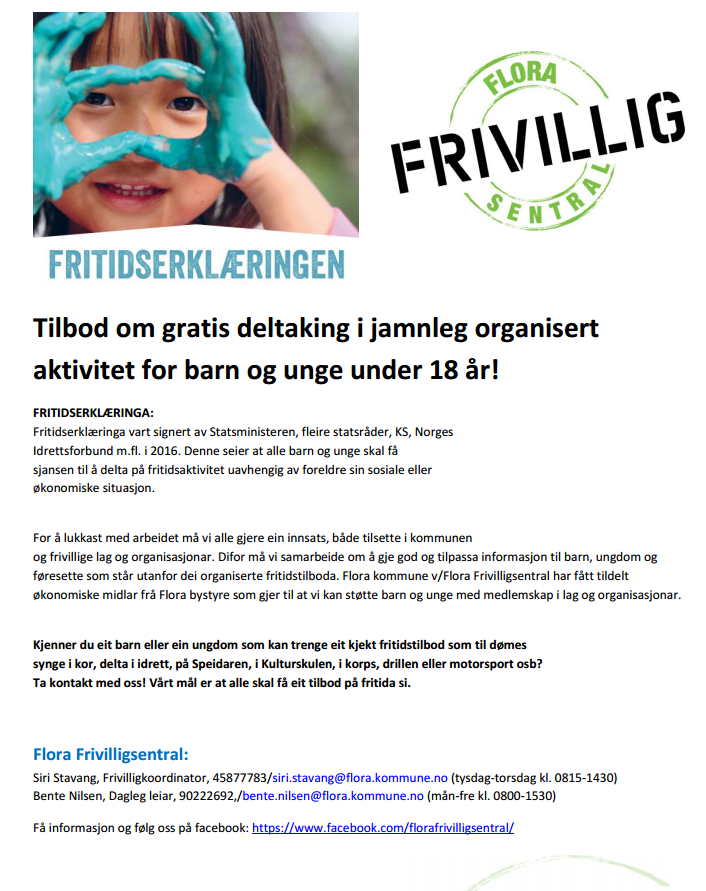 FLORA
FRIVILLIG
SENTRAL
FRITIDSERKLÆRINGEN
Tilbod om gratis deltaking i jamnleg organisert
aktivitet for barn og unge under 18 år!
FRITIDSERKLÆRINGA:
Fritidserklæringa vart signert av Statsministeren, fleire statsråder, KS, Norges
Idrettsforbund m.fl. i 2016. Denne seier at alle barn og unge skal få
sjansen til å delta på fritidsaktivitet uavhengig av foreldre sin sosiale eller
økonomiske situasjon.
For å lukkast med arbeidet må vi alle gjere ein innsats, både tilsette i kommunen
og frivillige lag og organisasjonar. Difor må vi samarbeide om å gje god og tilpassa informasjon til barn, ungdom og
føresette som står utanfor dei organiserte fritidstilboda. Flora kommune v/Flora Frivilligsentral har fått tildelt
økonomiske midlar frå Flora bystyre som gjer til at vi kan støtte barn og unge med medlemskap i lag og organisasjonar.
Kjenner du eit barn eller ein ungdom som kan trenge eit kjekt fritidstilbod som til dømes
synge i kor, delta i idrett, på Speidaren, i Kulturskulen, i korps, drillen eller motorsport osb?
Ta kontakt med oss! Vårt mål er at alle skal få eit tilbod på fritida si.
Flora Frivilligsentral:
Siri Stavang, Frivilligkoordinator, 45877783/siri.stavang@flora.kommune.no (tysdag-torsdag kl. 0815-1430)
Bente Nilsen, Dagleg leiar, 90222692,/bente.nilsen@flora.kommune.no (mån-fre kl. 0800-1530)
Få informasjon og følg oss på facebook: https://www.facebook.com/florafrivilligsentral/